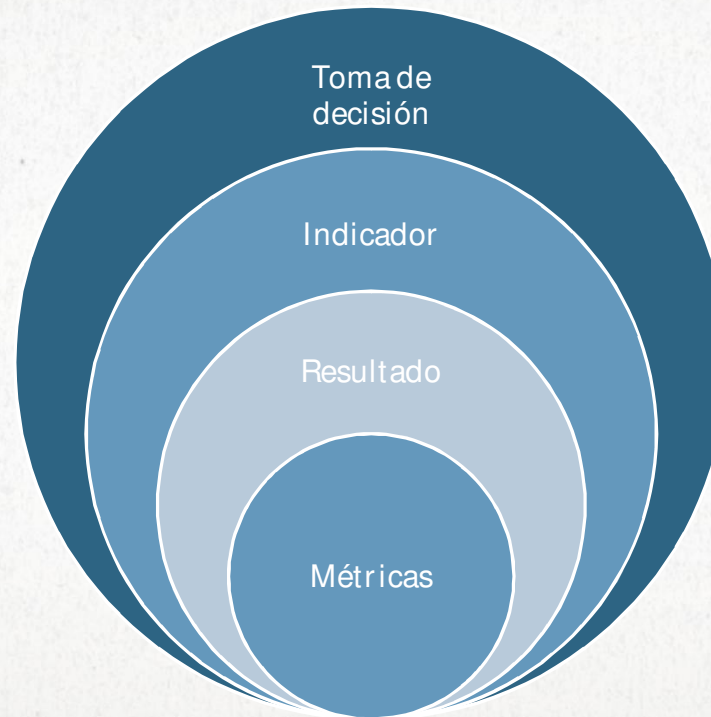 Toma de
decisión
Indicador
Resultado
Métricas